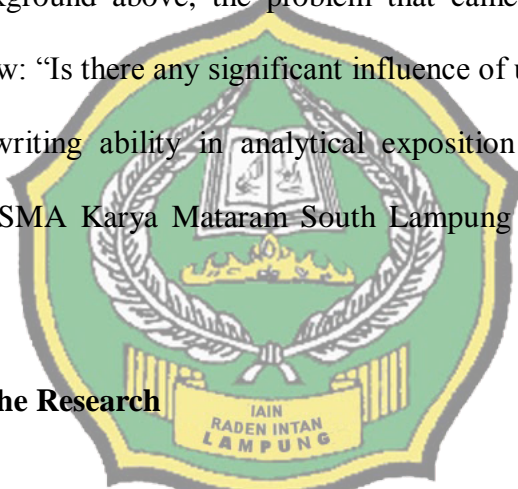 kground above, the problem that came
w: “Is there any significant influence of u
writing ability in analytical exposition
SMA Karya Mataram South Lampung
he Research
IAIN
RADEN INTAN
LAMPUNG